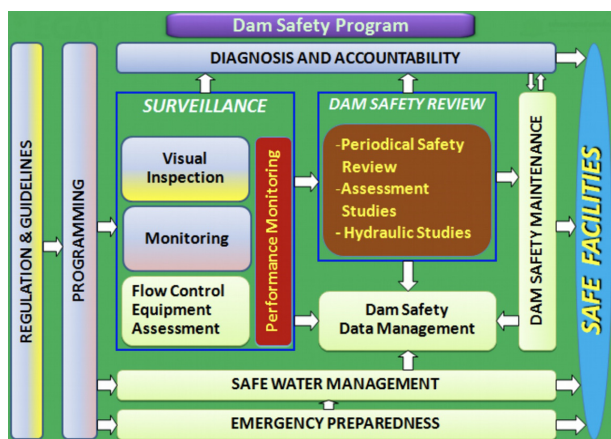 Dam Safety Program
DIAGNOSIS AND ACCOUNTABILITY
REGULATION & GUIDELINES
PROGRAMMING
SURVEILLANCE
Visual
Inspection
Monitoring
Flow Control
Equipment
Assessment
Performance Monitoring
DAM SAFETY REVIEW
-Periodical Safety
Review
-Assessment
Studies
- Hydraulic Studies
Dam Safety
Data Management
DAM SAFETY MAINTENANCE
SAFE FACILITIES
SAFE WATER MANAGEMENT
EMERGENCY PREPAREDNESS